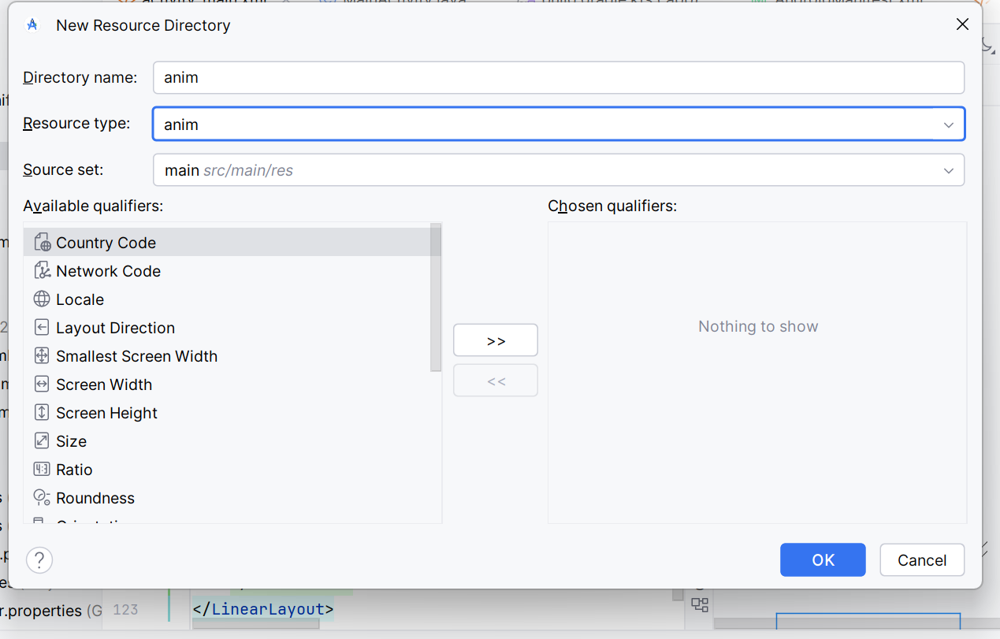 New Resource Directory
Directory name: anim
Resource type: anim
Source set: main src/main/res
Available qualifiers:
Chosen qualifiers:
Country Code
Network Code
Locale
Layout Direction
Smallest Screen Width
Screen Width
Screen Height
Size
Ratio
Roundness
Nothing to show
>>
<<
?
OK
Cancel
r.properties (G
123
</LinearLayout>